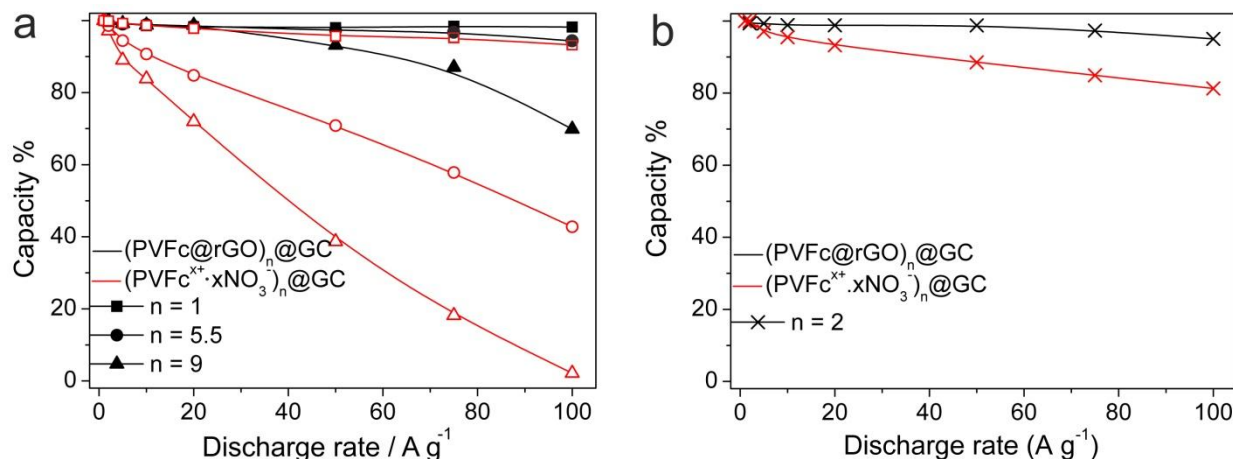 a
Capacity %
80
60
40
20
0
(PVFc@rGO)ₙ@GC
(PVFcˣ⁺·xNO₃⁻)ₙ@GC
n = 1
n = 5.5
n = 9
0 20 40 60 80 100
Discharge rate / A g⁻¹
b
Capacity %
80
60
40
20
0
(PVFc@rGO)ₙ@GC
(PVFcˣ⁺.xNO₃⁻)ₙ@GC
n = 2
0 20 40 60 80 100
Discharge rate (A g⁻¹)